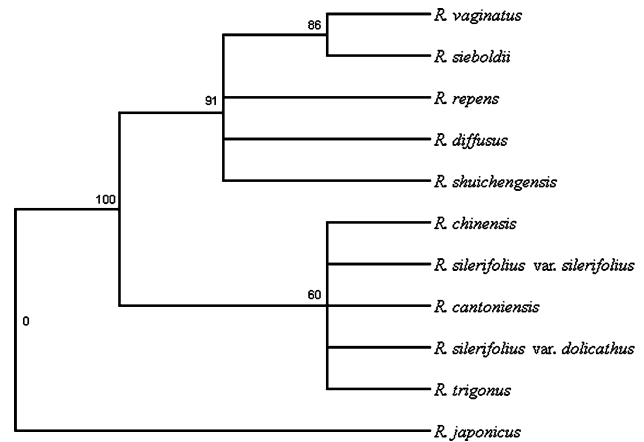 86
R. vaginatus
R. sieboldii
91
R. repens
R. diffusus
R. shuichengensis
100
R. chinensis
R. silerifolius var. silerifolius
60
R. cantoniensis
0
R. silerifolius var. dolicathus
R. trigonus
R. japonicus